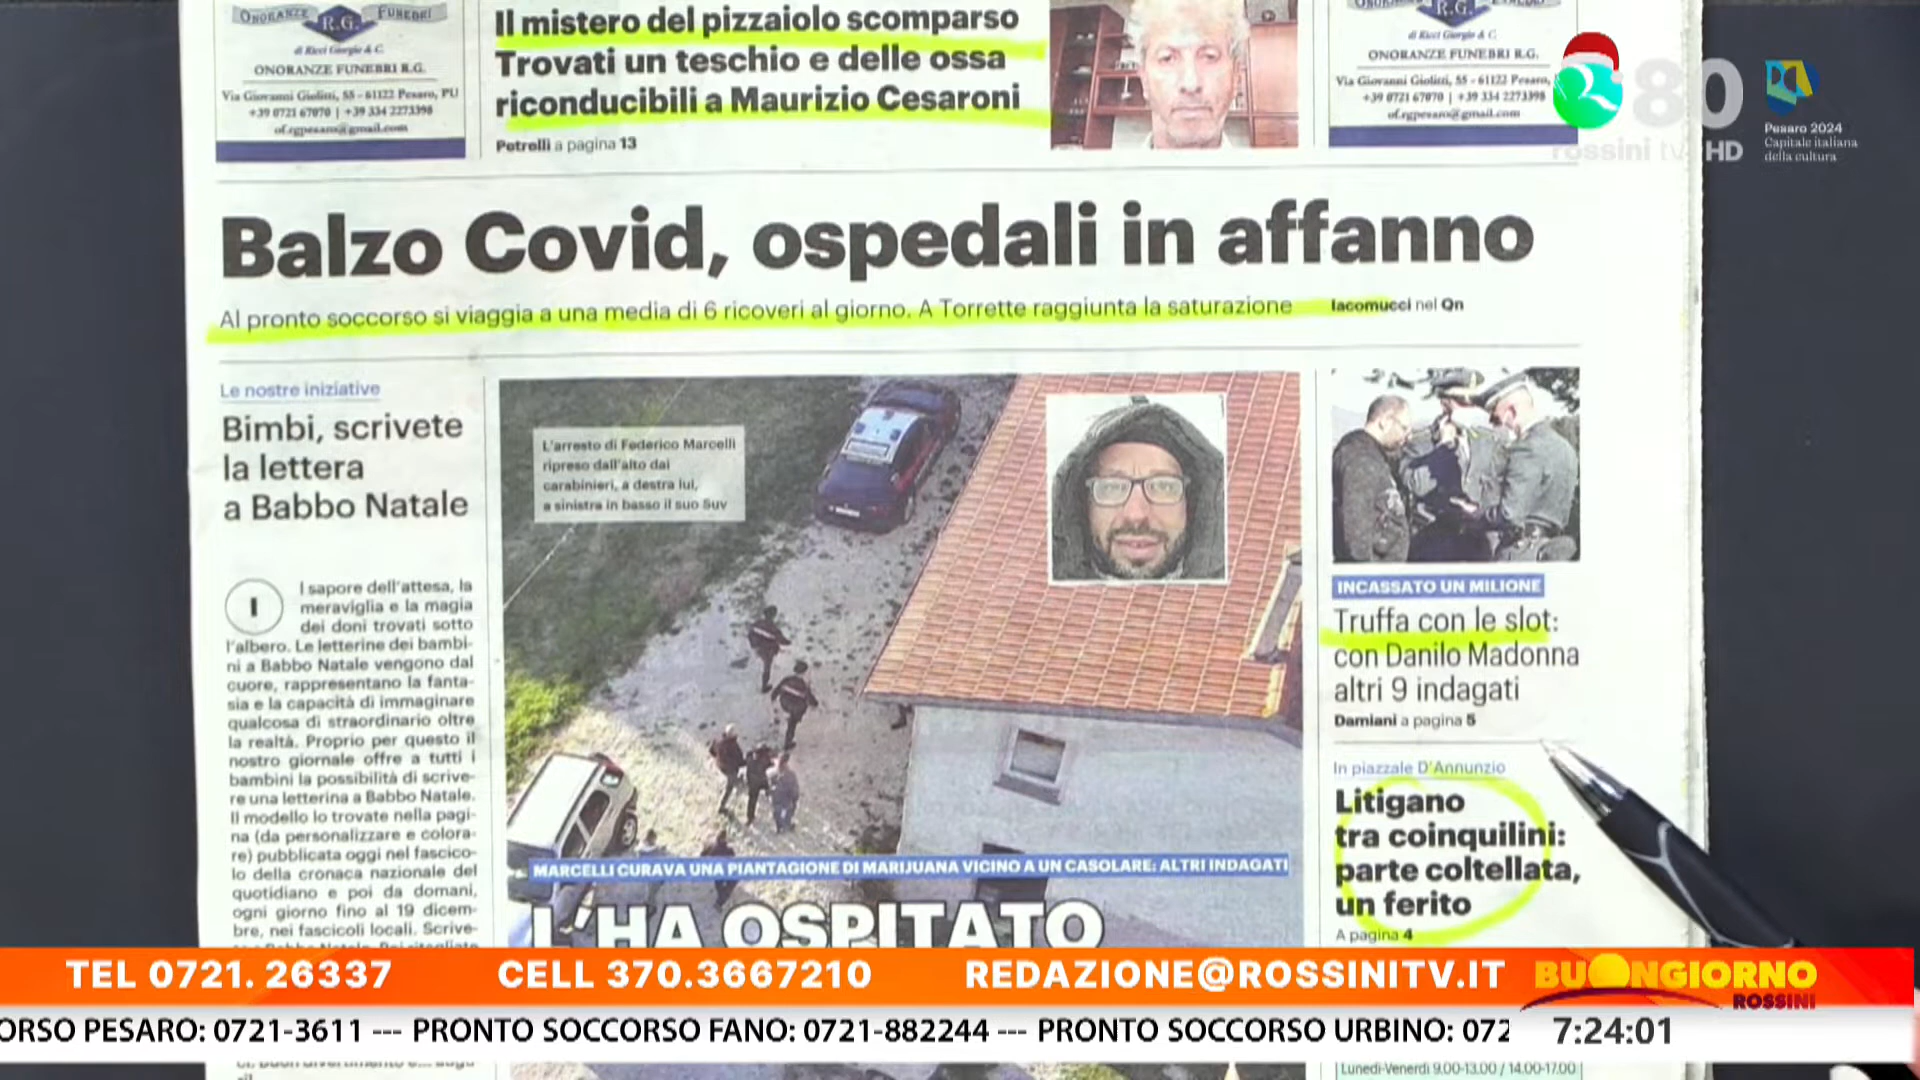 ONORANZE R.G. FUNEBRI
di Ricci Giorgio & C.
ONORANZE FUNEBRI R.G.
Via Giovanni Giolitti, 55 - 61122 Pesaro, PU
+39 0721 67070 | +39 334 2273398
of.rgpesaro@gmail.com
Il mistero del pizzaiolo scomparso
Trovati un teschio e delle ossa
riconducibili a Maurizio Cesaroni
Petrelli a pagina 13
R.G.
di Ricci Giorgio & C.
ONORANZE FUNEBRI R.G.
Via Giovanni Giolitti, 55 - 61122 Pesaro,
+39 0721 67070 | +39 334 2273398
of.rgpesaro@gmail.com
80
rossini tv HD
Pesaro 2024
Capitale italiana
della cultura
Balzo Covid, ospedali in affanno
Al pronto soccorso si viaggia a una media di 6 ricoveri al giorno. A Torrette raggiunta la saturazione
Iacomucci nel Qn
Le nostre iniziative
Bimbi, scrivete
la lettera
a Babbo Natale
I
l sapore dell'attesa, la
meraviglia e la magia
dei doni trovati sotto
l'albero. Le letterine dei bambi-
ni a Babbo Natale vengono dal
cuore, rappresentano la fanta-
sia e la capacità di immaginare
qualcosa di straordinario oltre
la realtà. Proprio per questo il
nostro giornale offre a tutti i
bambini la possibilità di scrive-
re una letterina a Babbo Natale.
Il modello lo trovate nella pagi-
na (da personalizzare e colora-
re) pubblicata oggi nel fascico-
lo della cronaca nazionale del
quotidiano e poi da domani,
ogni giorno fino al 19 dicem-
bre, nei fascicoli locali. Scrive-
L'arresto di Federico Marcelli
ripreso dall'alto dai
carabinieri, a destra lui,
a sinistra in basso il suo Suv
MARCELLI CURAVA UNA PIANTAGIONE DI MARIJUANA VICINO A UN CASOLARE: ALTRI INDAGATI
L'HA OSPITATO
INCASSATO UN MILIONE
Truffa con le slot:
con Danilo Madonna
altri 9 indagati
Damiani a pagina 5
In piazzale D'Annunzio
Litigano
tra coinquilini:
parte coltellata,
un ferito
A pagina 4
TEL 0721. 26337 CELL 370.3667210 REDAZIONE@ROSSINITV.IT
BUONGIORNO
ROSSINI
ORSO PESARO: 0721-3611 --- PRONTO SOCCORSO FANO: 0721-882244 --- PRONTO SOCCORSO URBINO: 072
7:24:01
Lunedì-Venerdì 9.00-13.00 / 14.00-17.00